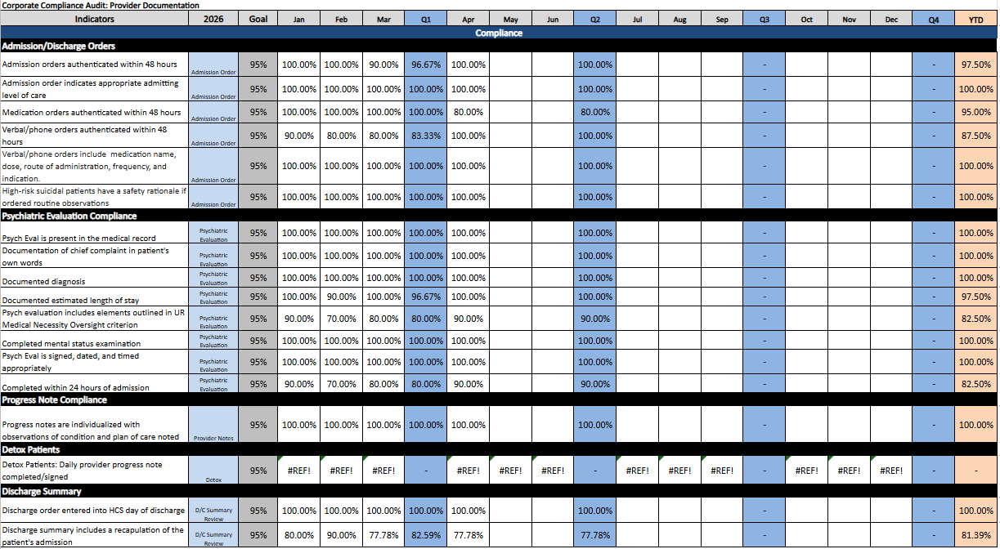 Corporate Compliance Audit: Provider Documentation
Indicators 2026 Goal Jan Feb Mar Q1 Apr May Jun Q2 Jul Aug Sep Q3 Oct Nov Dec Q4 YTD
Compliance
Admission/Discharge Orders
Admission orders authenticated within 48 hours Admission Order 95% 100.00% 100.00% 90.00% 96.67% 100.00% 100.00% - - 97.50%
Admission order indicates appropriate admitting
level of care Admission Order 95% 100.00% 100.00% 100.00% 100.00% 100.00% 100.00% - - 100.00%
Medication orders authenticated within 48 hours Admission Order 95% 100.00% 100.00% 100.00% 100.00% 80.00% 80.00% - - 95.00%
Verbal/phone orders authenticated within 48
hours Admission Order 95% 90.00% 80.00% 80.00% 83.33% 100.00% 100.00% - - 87.50%
Verbal/phone orders include medication name,
dose, route of administration, frequency, and
indication. Admission Order 95% 100.00% 100.00% 100.00% 100.00% 100.00% 100.00% - - 100.00%
High-risk suicidal patients have a safety rationale if
ordered routine observations Admission Order 95% 100.00% 100.00% 100.00% 100.00% 100.00% 100.00% - - 100.00%
Psychiatric Evaluation Compliance
Psych Eval is present in the medical record Psychiatric Evaluation 95% 100.00% 100.00% 100.00% 100.00% 100.00% 100.00% - - 100.00%
Documentation of chief complaint in patient's
own words Psychiatric Evaluation 95% 100.00% 100.00% 100.00% 100.00% 100.00% 100.00% - - 100.00%
Documented diagnosis Psychiatric Evaluation 95% 100.00% 100.00% 100.00% 100.00% 100.00% 100.00% - - 100.00%
Documented estimated length of stay Psychiatric Evaluation 95% 100.00% 90.00% 100.00% 96.67% 100.00% 100.00% - - 97.50%
Psych evaluation includes elements outlined in UR
Medical Necessity Oversight criterion Psychiatric Evaluation 95% 90.00% 70.00% 80.00% 80.00% 90.00% 90.00% - - 82.50%
Completed mental status examination Psychiatric Evaluation 95% 100.00% 100.00% 100.00% 100.00% 100.00% 100.00% - - 100.00%
Psych Eval is signed, dated, and timed
appropriately Psychiatric Evaluation 95% 100.00% 100.00% 100.00% 100.00% 100.00% 100.00% - - 100.00%
Completed within 24 hours of admission Psychiatric Evaluation 95% 90.00% 70.00% 80.00% 80.00% 90.00% 90.00% - - 82.50%
Progress Note Compliance
Progress notes are individualized with
observations of condition and plan of care noted Provider Notes 95% 100.00% 100.00% 100.00% 100.00% 100.00% 100.00% - - 100.00%
Detox Patients
Detox Patients: Daily provider progress note
completed/signed Detox 95% #REF! #REF! #REF! - #REF! #REF! #REF! - #REF! #REF! #REF! - #REF! #REF! #REF! - -
Discharge Summary
Discharge order entered into HCS day of discharge D/C Summary Review 95% 100.00% 100.00% 100.00% 100.00% 100.00% 100.00% - - 100.00%
Discharge summary includes a recapulation of the
patient's admission D/C Summary Review 95% 80.00% 90.00% 77.78% 82.59% 77.78% 77.78% - - 81.39%